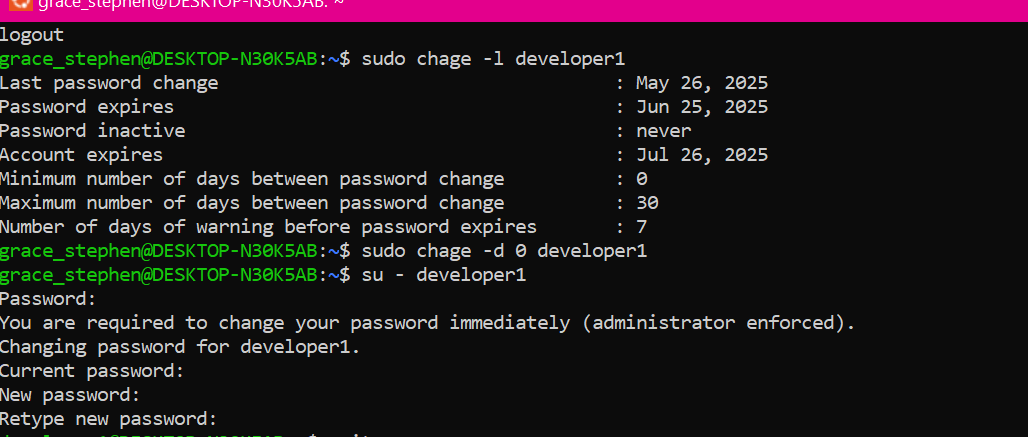 grace_stephen@DESKTOP-N30K5AB: ~
logout
grace_stephen@DESKTOP-N30K5AB:~$ sudo chage -l developer1
Last password change : May 26, 2025
Password expires : Jun 25, 2025
Password inactive : never
Account expires : Jul 26, 2025
Minimum number of days between password change : 0
Maximum number of days between password change : 30
Number of days of warning before password expires : 7
grace_stephen@DESKTOP-N30K5AB:~$ sudo chage -d 0 developer1
grace_stephen@DESKTOP-N30K5AB:~$ su - developer1
Password:
You are required to change your password immediately (administrator enforced).
Changing password for developer1.
Current password:
New password:
Retype new password: